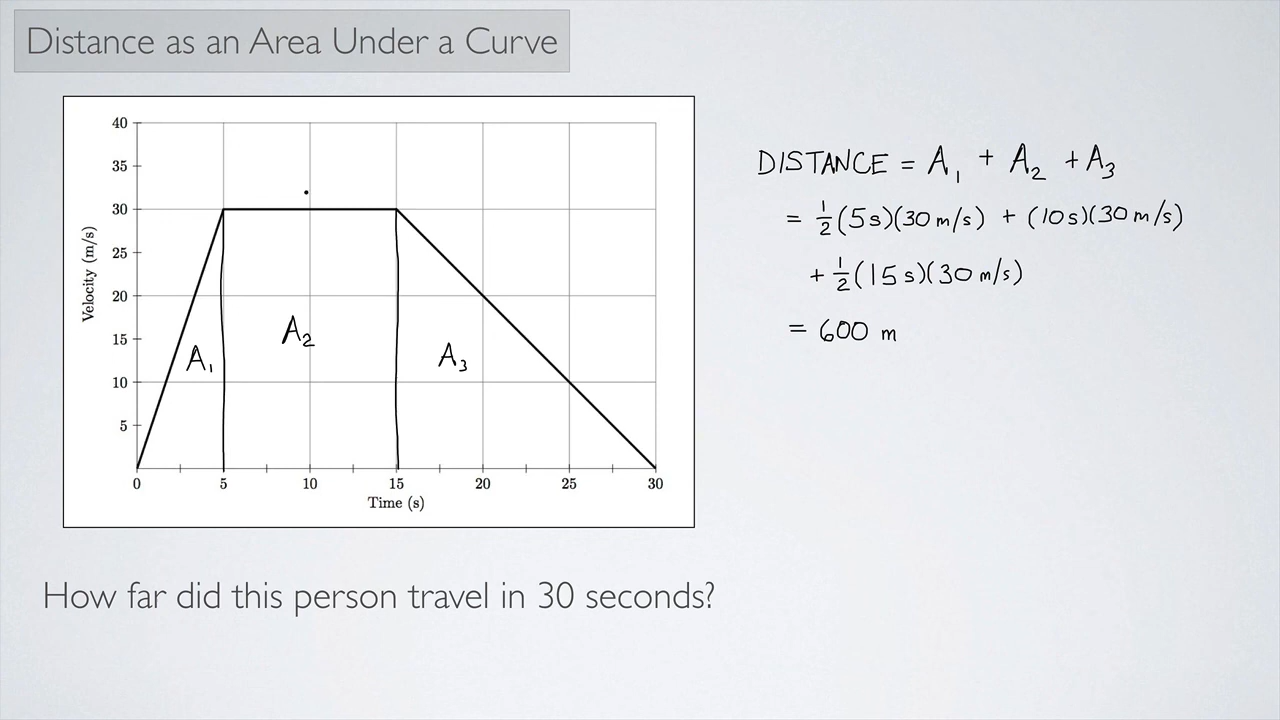 Distance as an Area Under a Curve
40
35
30
25
20
15
10
5
Velocity (m/s)
A₁
A₂
A₃
0 5 10 15 20 25 30
Time (s)
DISTANCE = A₁ + A₂ + A₃
= ½(5s)(30 m/s) + (10s)(30 m/s)
+ ½(15 s)(30 m/s)
= 600 m
How far did this person travel in 30 seconds?